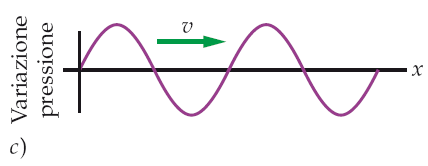 Variazione
pressione
v
x
c)